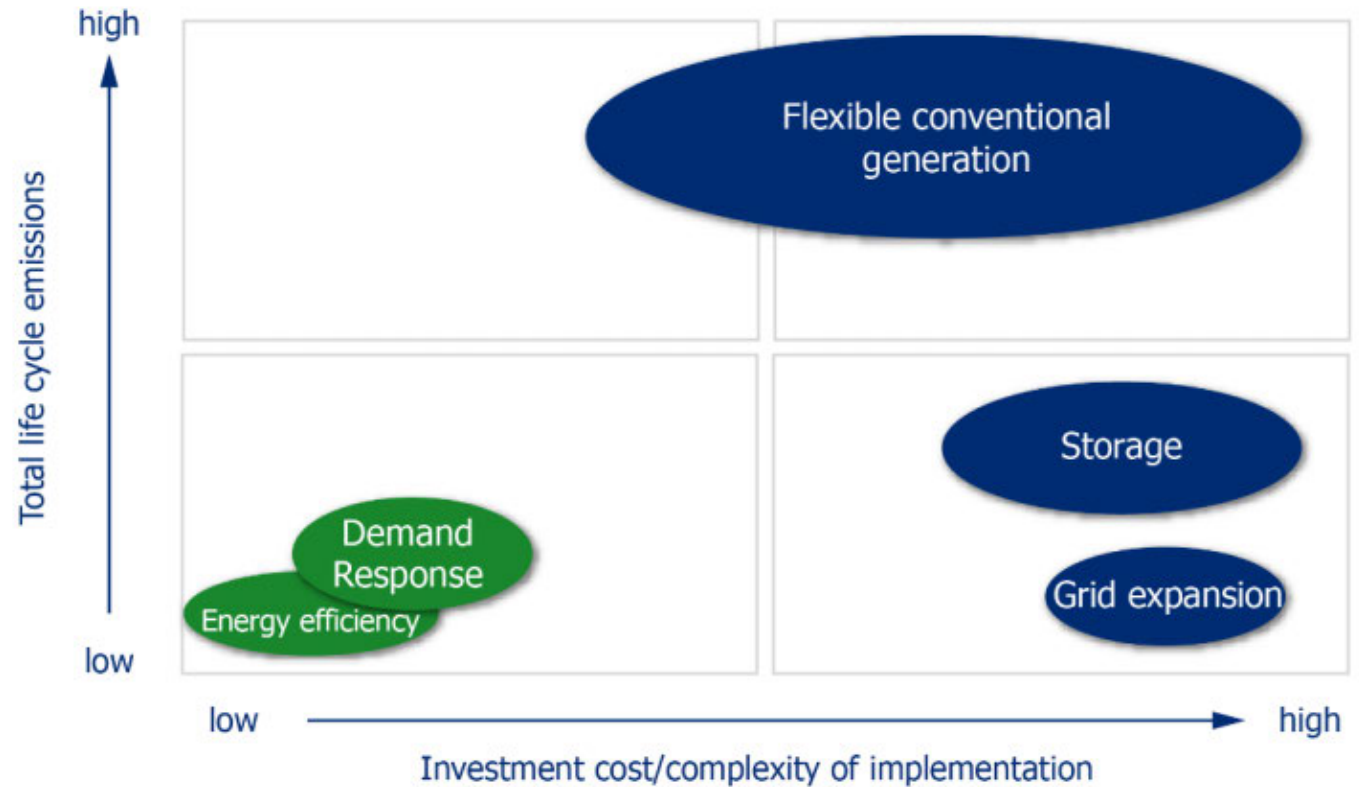 high
Flexible conventional
generation
Total life cycle emissions
Storage
Demand
Response
Grid expansion
Energy efficiency
low
low
high
Investment cost/complexity of implementation